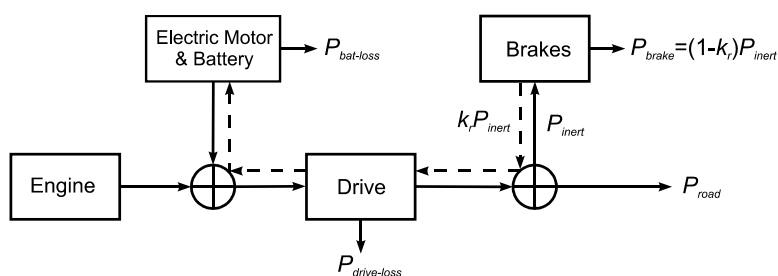 Electric Motor
& Battery
P_bat-loss
Brakes
P_brake=(1-k_r)P_inert
k_rP_inert
P_inert
Engine
Drive
P_road
P_drive-loss